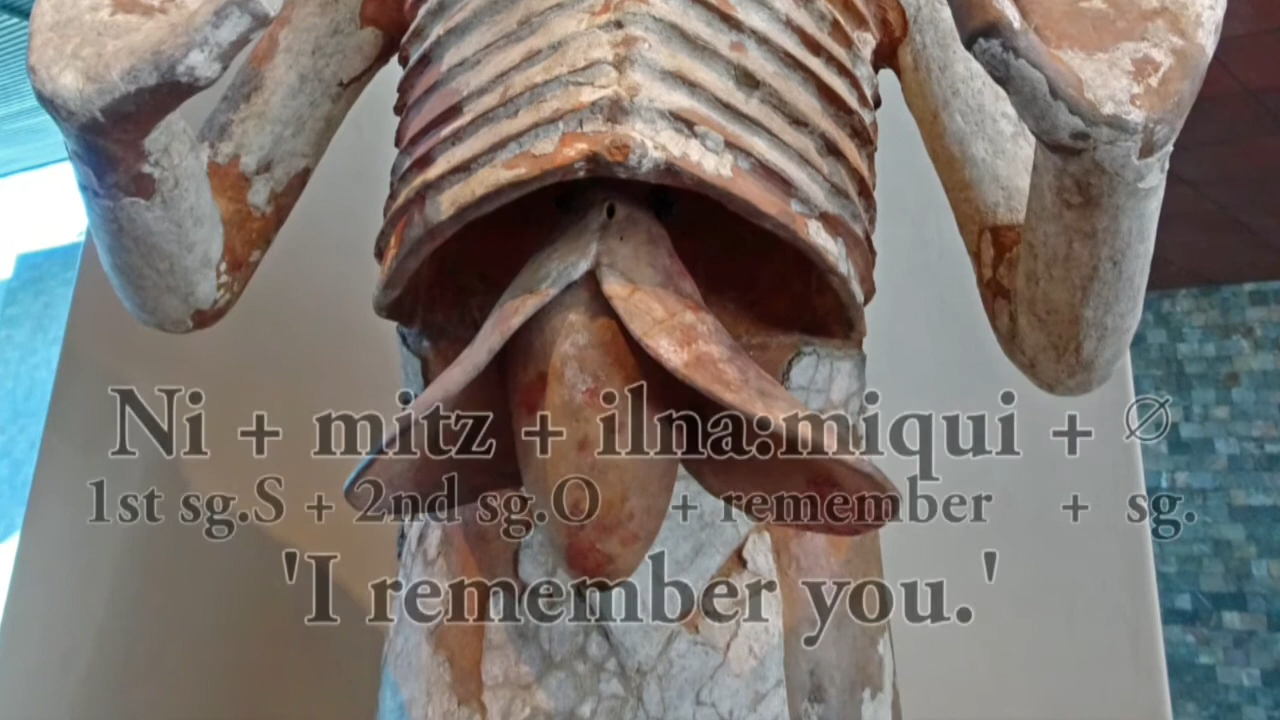 Ni + mitz + ilna:miqui + Ø
1st sg.S + 2nd sg.O + remember + sg.
'I remember you.'